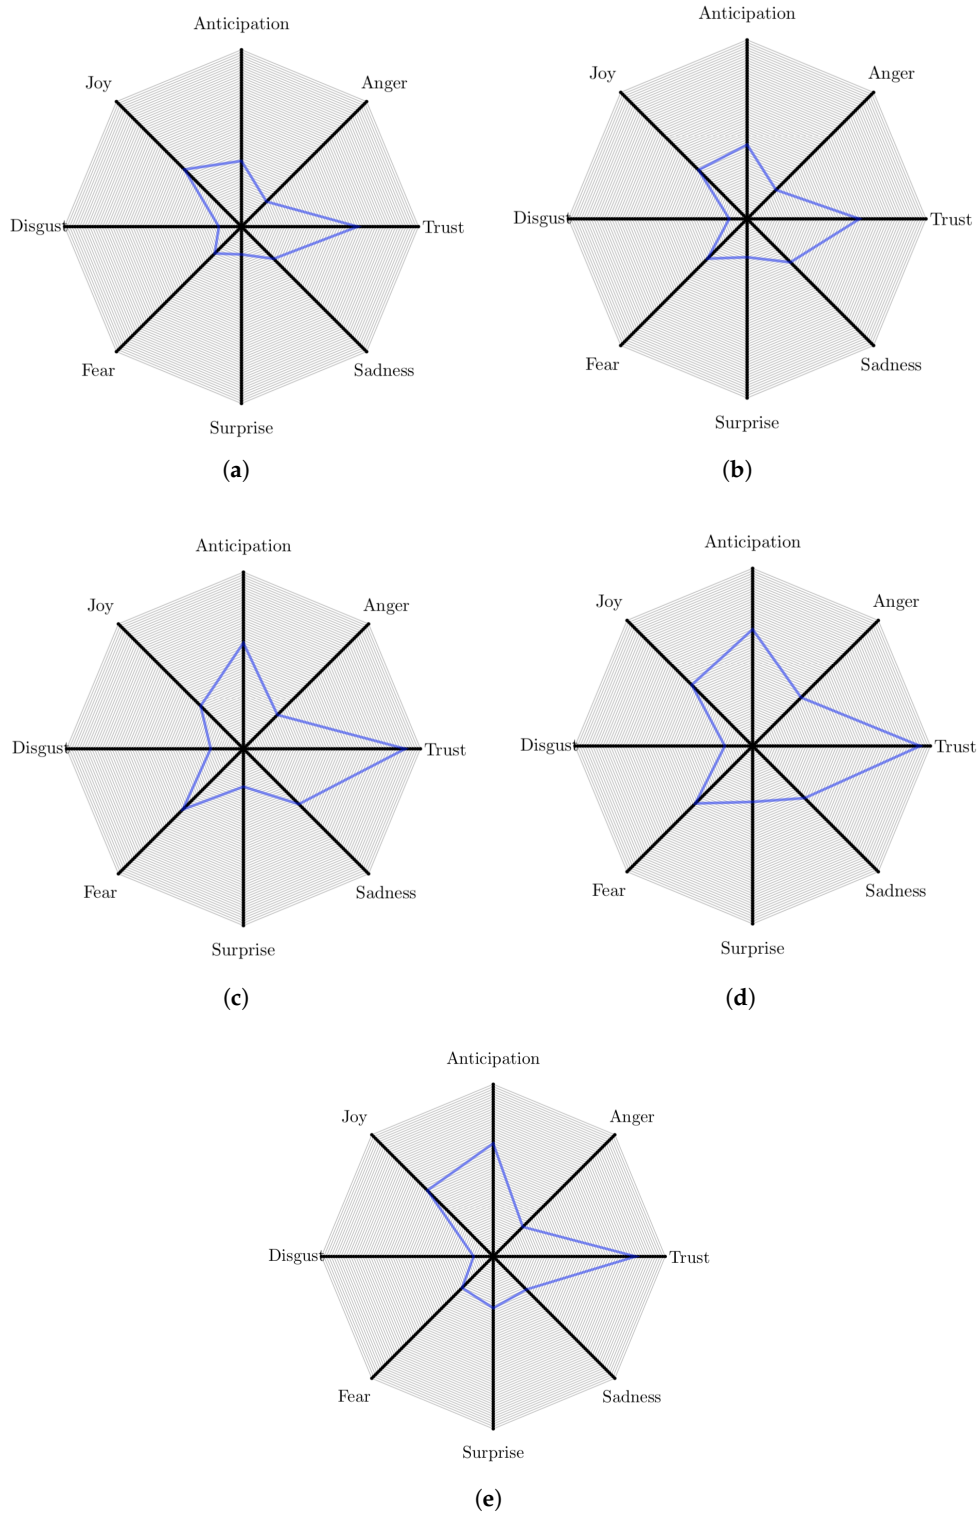 Anticipation
Joy
Anger
Disgust
Trust
Fear
Sadness
Surprise
(a)
Anticipation
Joy
Anger
Disgust
Trust
Fear
Sadness
Surprise
(b)
Anticipation
Joy
Anger
Disgust
Trust
Fear
Sadness
Surprise
(c)
Anticipation
Joy
Anger
Disgust
Trust
Fear
Sadness
Surprise
(d)
Anticipation
Joy
Anger
Disgust
Trust
Fear
Sadness
Surprise
(e)